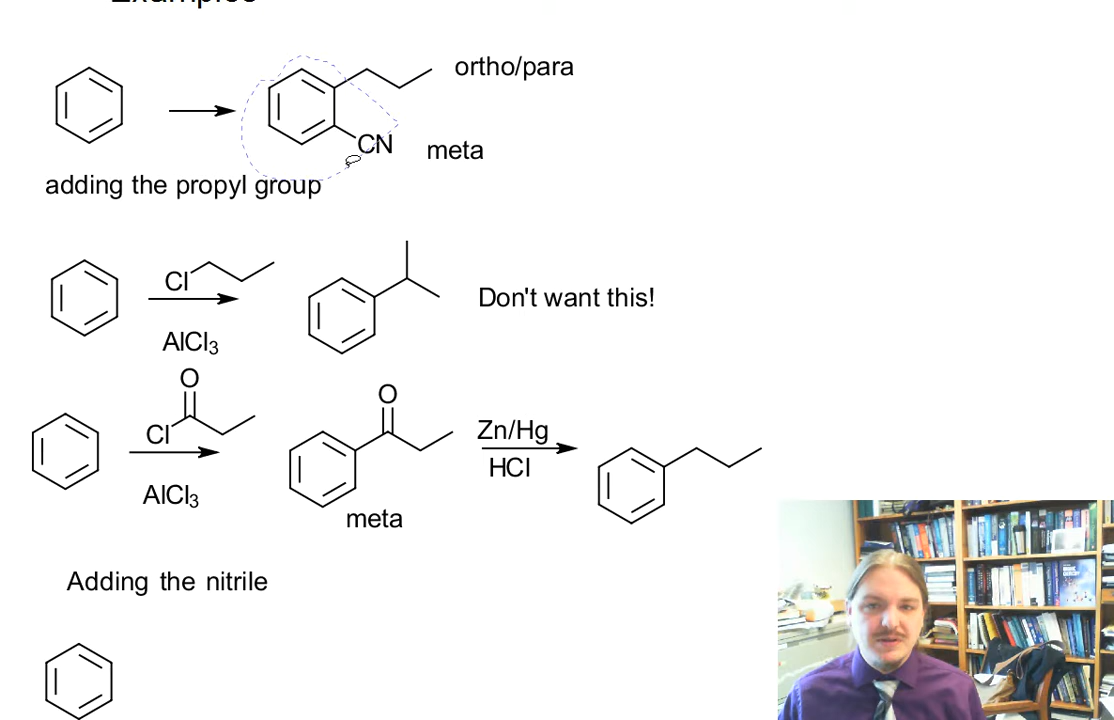 Examples
ortho/para
CN
meta
adding the propyl group
Cl
AlCl3
Don't want this!
O
Cl
AlCl3
O
meta
Zn/Hg
HCl
Adding the nitrile